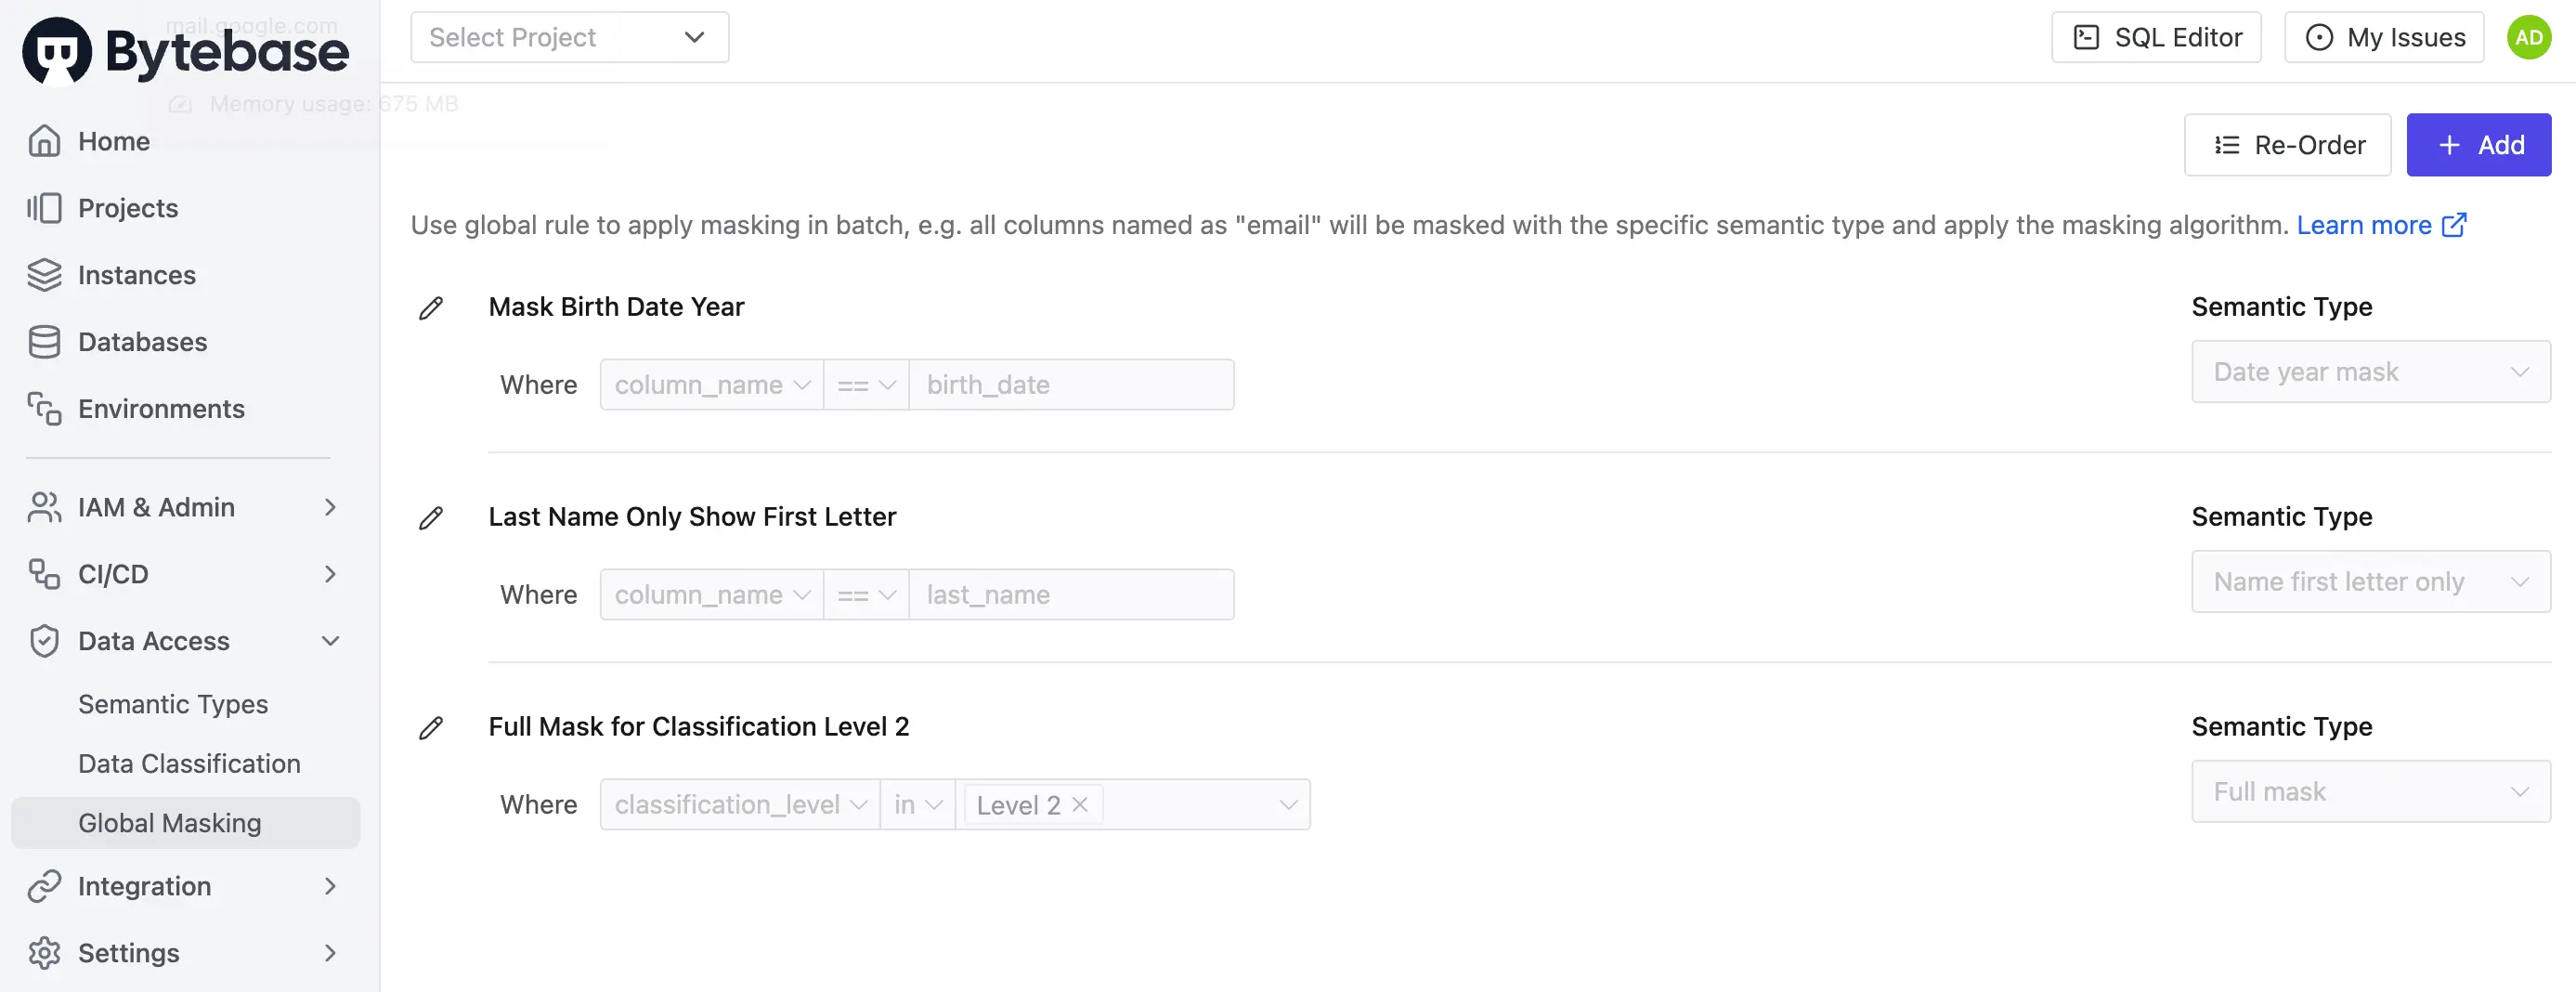 mail.google.com
Bytebase
Memory usage: 675 MB
Home
Projects
Instances
Databases
Environments
IAM & Admin
CI/CD
Data Access
Semantic Types
Data Classification
Global Masking
Integration
Settings
Select Project
SQL Editor
My Issues
AD
Re-Order
+ Add
Use global rule to apply masking in batch, e.g. all columns named as "email" will be masked with the specific semantic type and apply the masking algorithm. Learn more
Mask Birth Date Year
Semantic Type
Where column_name == birth_date
Date year mask
Last Name Only Show First Letter
Semantic Type
Where column_name == last_name
Name first letter only
Full Mask for Classification Level 2
Semantic Type
Where classification_level in Level 2 ×
Full mask